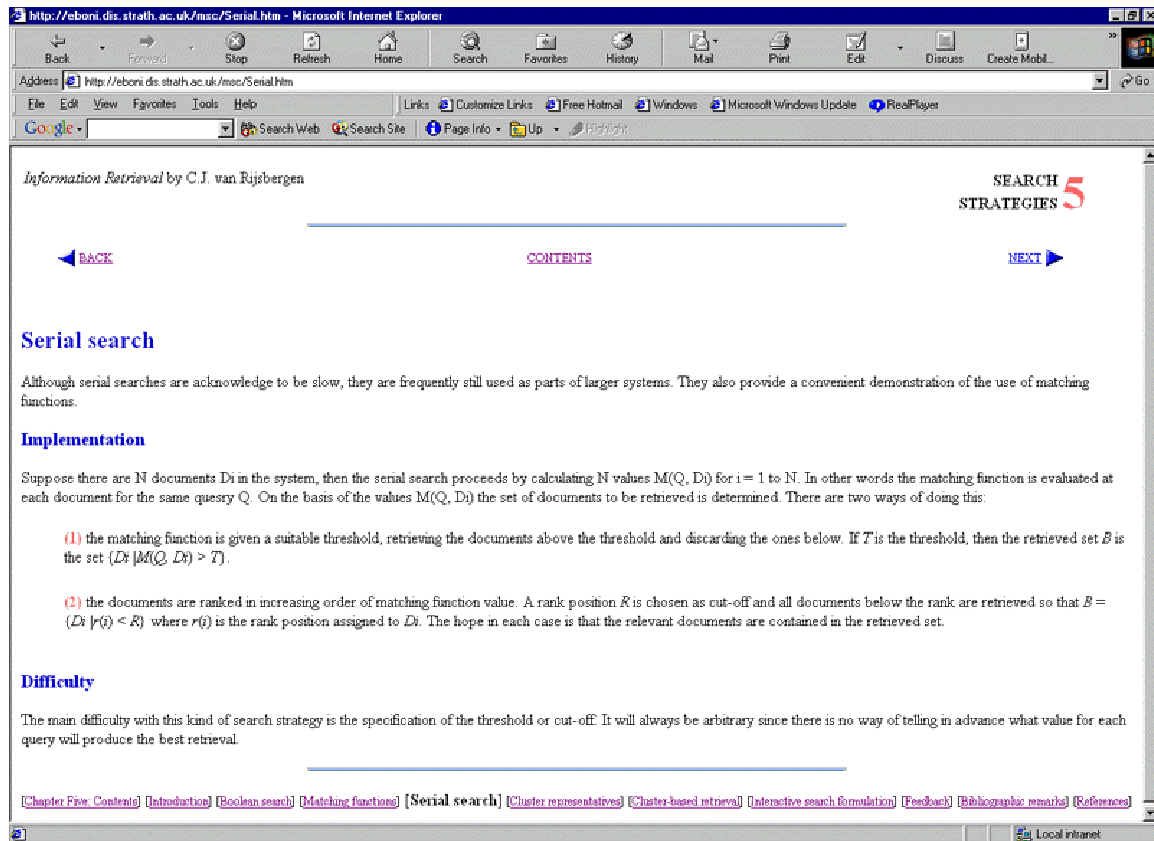 http://eboni.dis.strath.ac.uk/msc/Serial.htm - Microsoft Internet Explorer
Back Forward Stop Refresh Home Search Favorites History Mail Print Edit Discuss Create Mobil... »
Address http://eboni.dis.strath.ac.uk/msc/Serial.htm Go
File Edit View Favorites Tools Help Links Customize Links Free Hotmail Windows Microsoft Windows Update RealPlayer
Google Search Web Search Site Page Info Up Highlight
Information Retrieval by C.J. van Rijsbergen
SEARCH
STRATEGIES 5
BACK CONTENTS NEXT
Serial search
Although serial searches are acknowledge to be slow, they are frequently still used as parts of larger systems. They also provide a convenient demonstration of the use of matching
functions.
Implementation
Suppose there are N documents Di in the system, then the serial search proceeds by calculating N values M(Q, Di) for i = 1 to N. In other words the matching function is evaluated at
each document for the same quesry Q. On the basis of the values M(Q, Di) the set of documents to be retrieved is determined. There are two ways of doing this:
(1) the matching function is given a suitable threshold, retrieving the documents above the threshold and discarding the ones below. If T is the threshold, then the retrieved set B is
the set {Di |M(Q, Di) > T}.
(2) the documents are ranked in increasing order of matching function value. A rank position R is chosen as cut-off and all documents below the rank are retrieved so that B =
{Di |r(i) < R} where r(i) is the rank position assigned to Di. The hope in each case is that the relevant documents are contained in the retrieved set.
Difficulty
The main difficulty with this kind of search strategy is the specification of the threshold or cut-off. It will always be arbitrary since there is no way of telling in advance what value for each
query will produce the best retrieval.
[Chapter Five: Contents] [Introduction] [Boolean search] [Matching functions] [Serial search] [Cluster representatives] [Cluster-based retrieval] [Interactive search formulation] [Feedback] [Bibliographic remarks] [References]
Local intranet